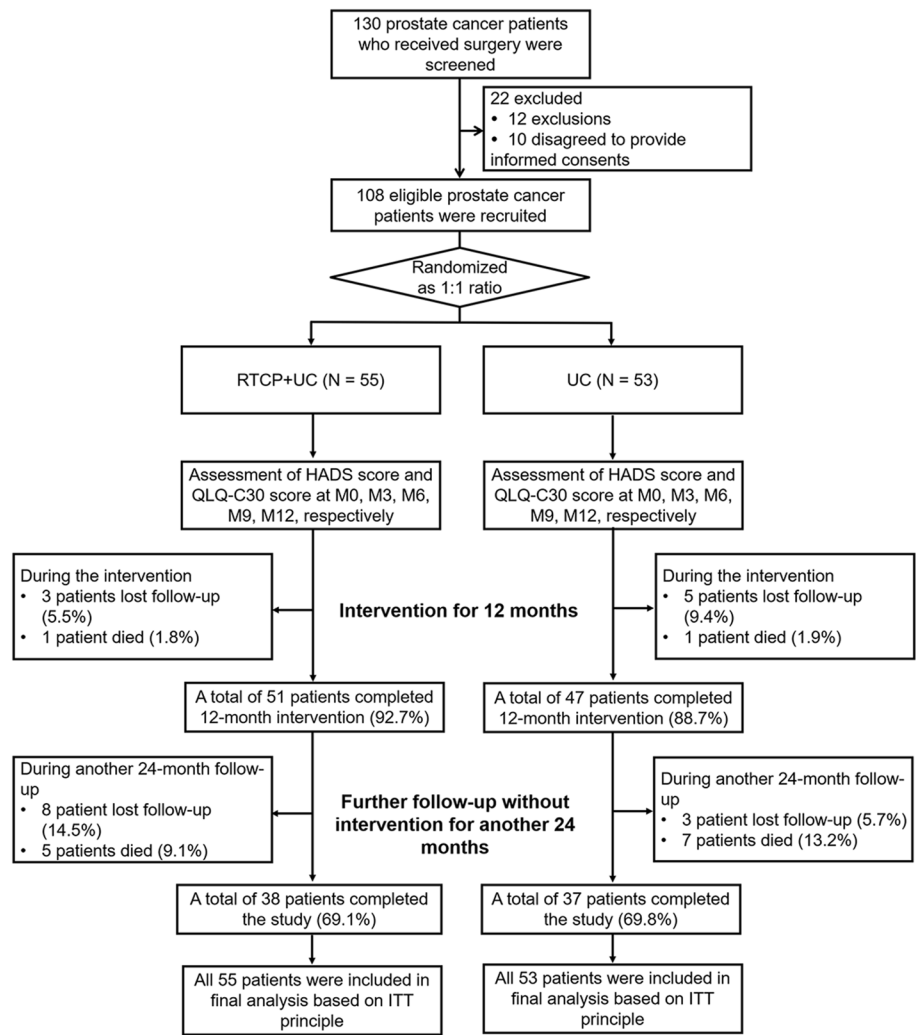 130 prostate cancer patients
who received surgery were
screened
22 excluded
• 12 exclusions
• 10 disagreed to provide
informed consents
108 eligible prostate cancer
patients were recruited
Randomized
as 1:1 ratio
RTCP+UC (N = 55)
UC (N = 53)
Assessment of HADS score and
QLQ-C30 score at M0, M3, M6,
M9, M12, respectively
Assessment of HADS score and
QLQ-C30 score at M0, M3, M6,
M9, M12, respectively
During the intervention
• 3 patients lost follow-up
(5.5%)
• 1 patient died (1.8%)
Intervention for 12 months
During the intervention
• 5 patients lost follow-up
(9.4%)
• 1 patient died (1.9%)
A total of 51 patients completed
12-month intervention (92.7%)
A total of 47 patients completed
12-month intervention (88.7%)
During another 24-month follow-
up
• 8 patient lost follow-up
(14.5%)
• 5 patients died (9.1%)
Further follow-up without
intervention for another 24
months
During another 24-month follow-
up
• 3 patient lost follow-up (5.7%)
• 7 patients died (13.2%)
A total of 38 patients completed
the study (69.1%)
A total of 37 patients completed
the study (69.8%)
All 55 patients were included in
final analysis based on ITT
principle
All 53 patients were included in
final analysis based on ITT
principle